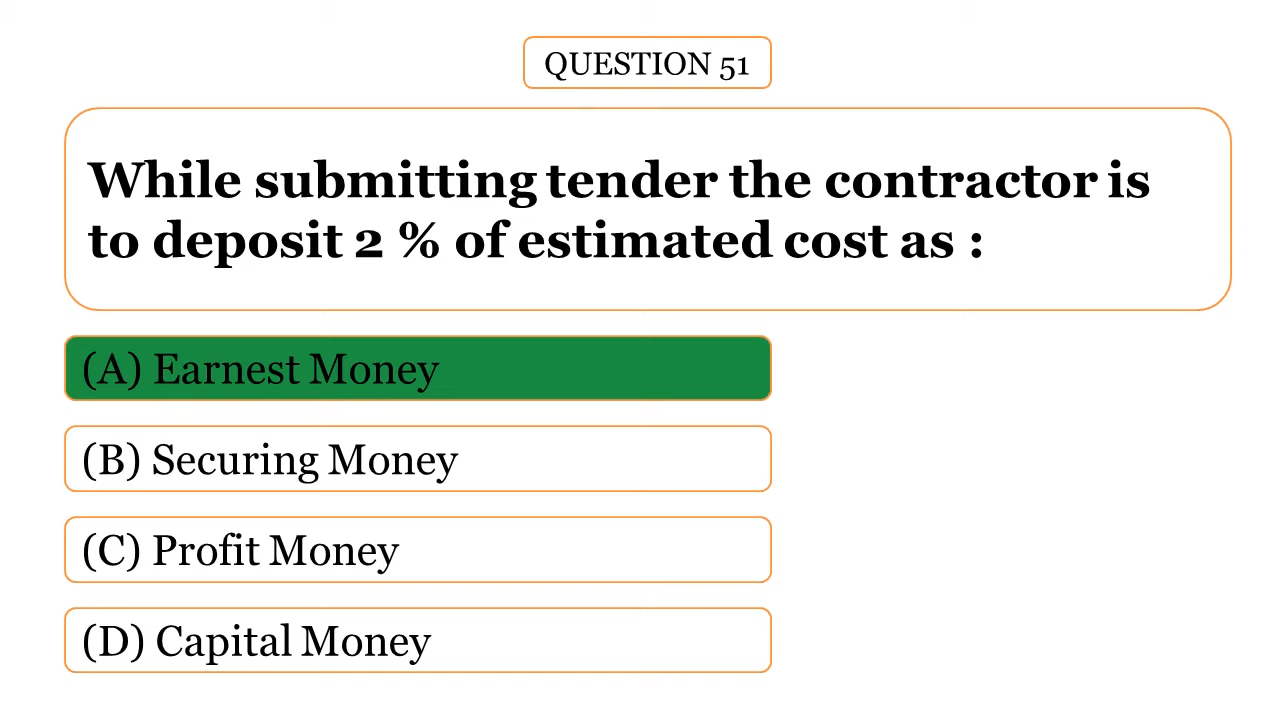 QUESTION 51
While submitting tender the contractor is
to deposit 2 % of estimated cost as :
(A) Earnest Money
(B) Securing Money
(C) Profit Money
(D) Capital Money